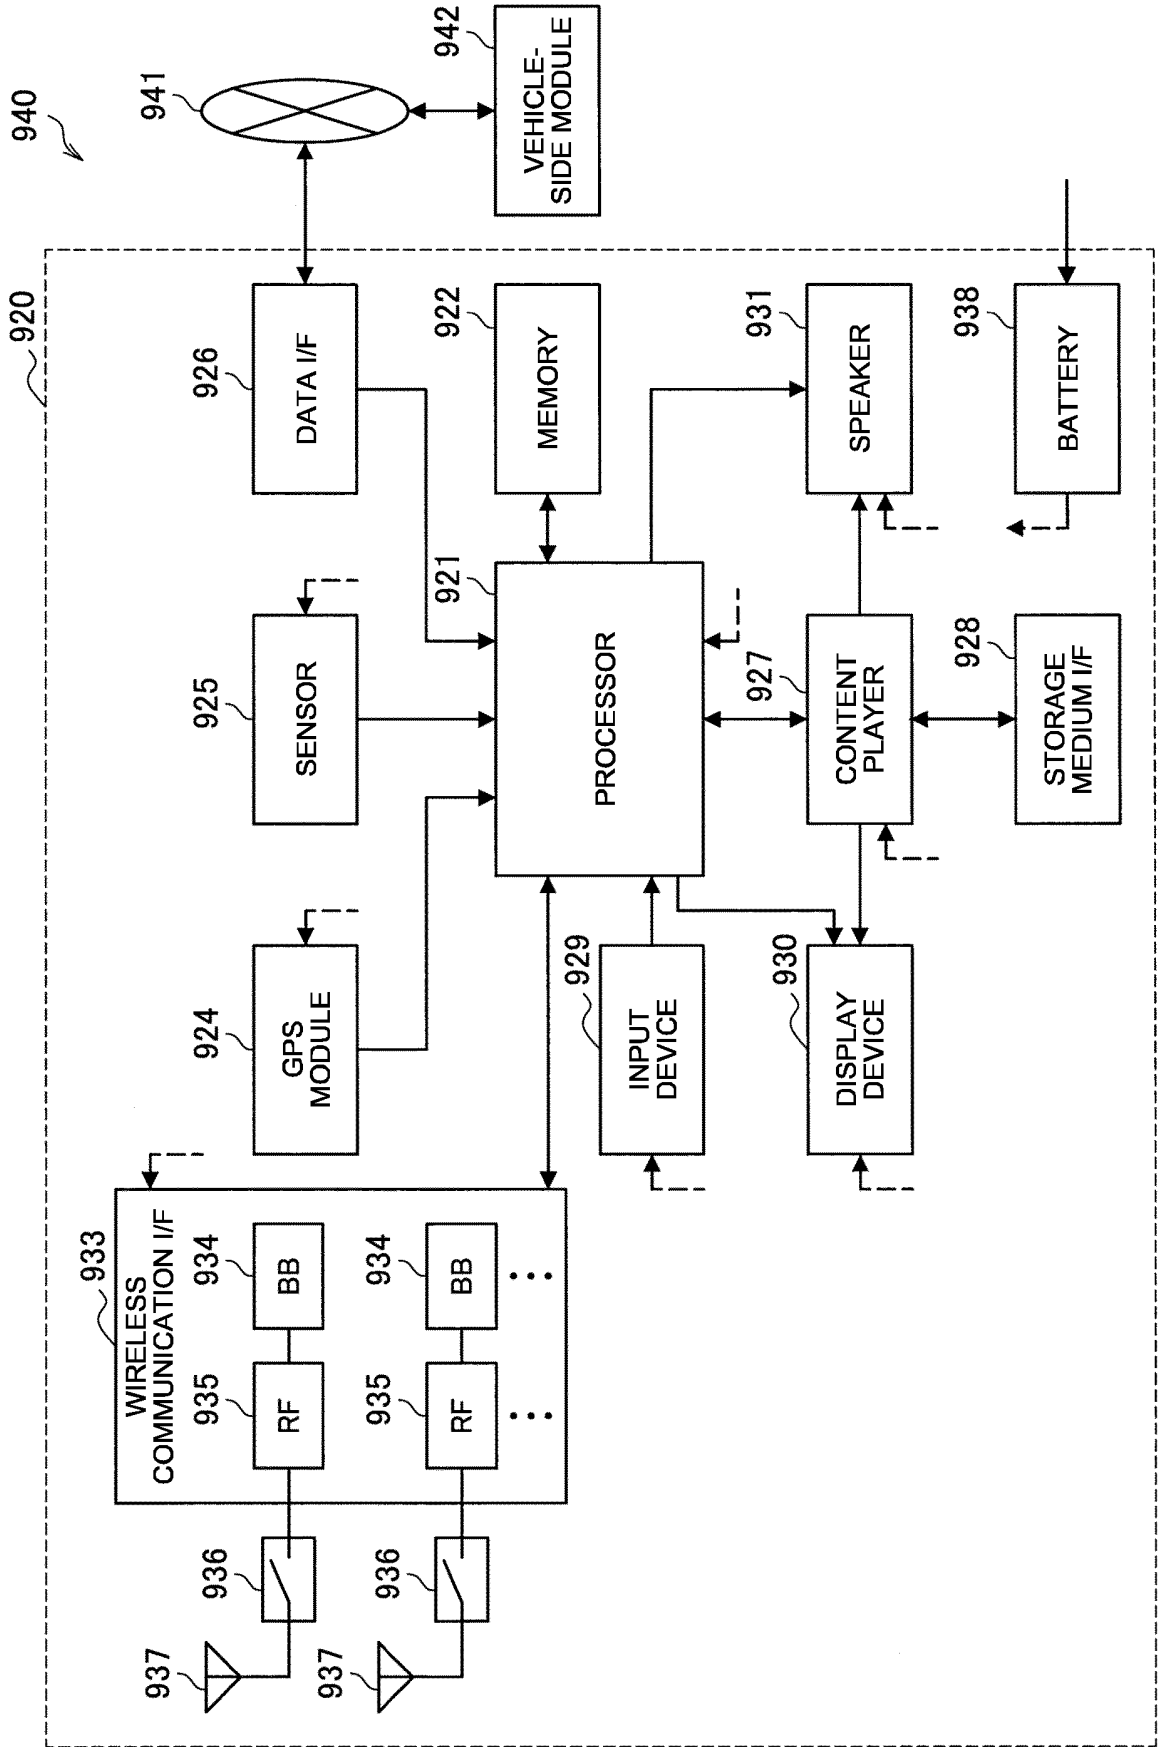 920
940
933
WIRELESS
COMMUNICATION I/F
941
937
936
935
934
924
925
926
RF
BB
GPS
MODULE
SENSOR
DATA I/F
937
936
935
934
921
922
942
RF
BB
MEMORY
VEHICLE-
SIDE MODULE
929
PROCESSOR
INPUT
DEVICE
930
927
931
DISPLAY
DEVICE
CONTENT
PLAYER
SPEAKER
928
938
STORAGE
MEDIUM I/F
BATTERY